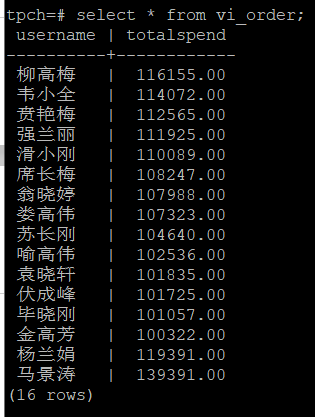 tpch=# select * from vi_order;
username | totalspend
----------+------------
柳高梅 | 116155.00
韦小全 | 114072.00
贲艳梅 | 112565.00
强兰丽 | 111925.00
滑小刚 | 110089.00
席长梅 | 108247.00
翁晓婷 | 107988.00
娄高伟 | 107323.00
苏长刚 | 104640.00
喻高伟 | 102536.00
袁晓轩 | 101835.00
伏成峰 | 101725.00
毕晓刚 | 101057.00
金高芳 | 100322.00
杨兰娟 | 119391.00
马景涛 | 139391.00
(16 rows)